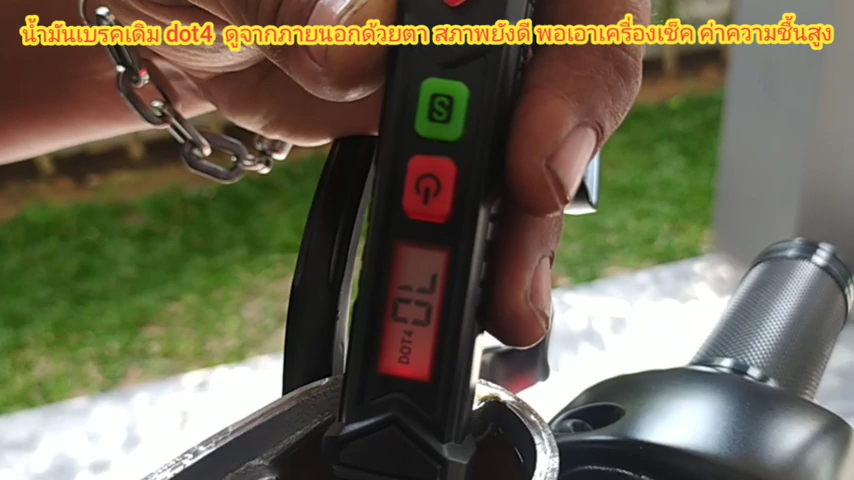 น้ำมันเบรคเดิม dot4 ดูจากภายนอกด้วยตา สภาพยังดี พอเอาเครื่องเช็ค ค่าความชื้นสูง
S
DOT4 OL